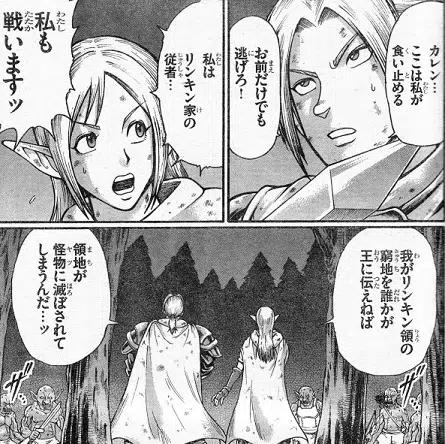 カレン…
ここは私が
食い止める
お前だけでも
逃げろ！
私は
リンキン家の
従者…
私も
戦いますッ
我がリンキン領の
窮地を誰かが
王に伝えねば
領地が
怪物に滅ぼされて
しまうんだ…ッ
ザッ
ザッ